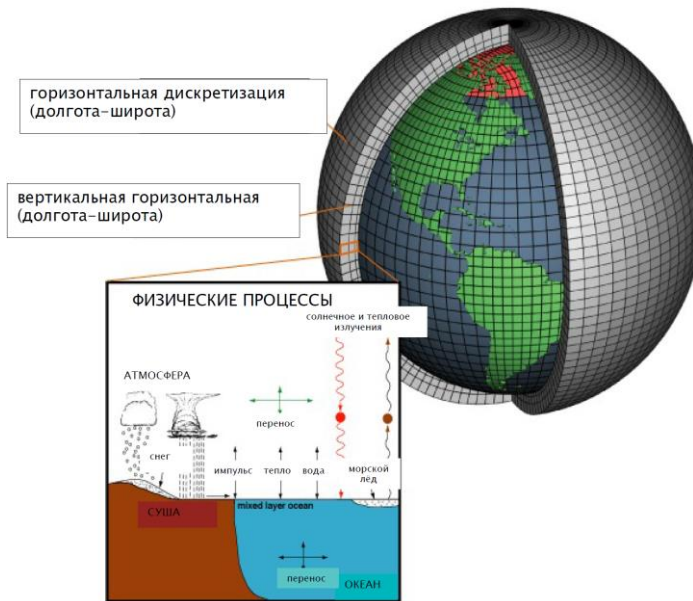 горизонтальная дискретизация
(долгота-широта)
вертикальная горизонтальная
(долгота-широта)
ФИЗИЧЕСКИЕ ПРОЦЕССЫ
солнечное и тепловое
излучения
АТМОСФЕРА
перенос
снег
импульс
тепло
вода
морской
лёд
СУША
mixed layer ocean
перенос
ОКЕАН